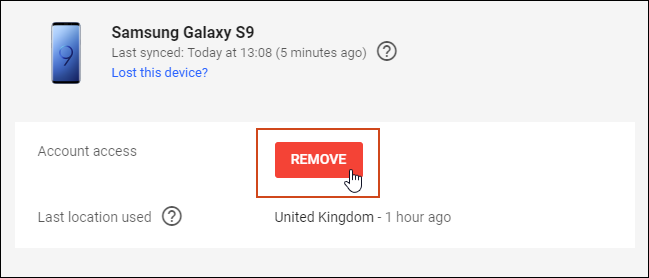 Samsung Galaxy S9
Last synced: Today at 13:08 (5 minutes ago) ?
Lost this device?
9
Account access
REMOVE
Last location used ? United Kingdom - 1 hour ago